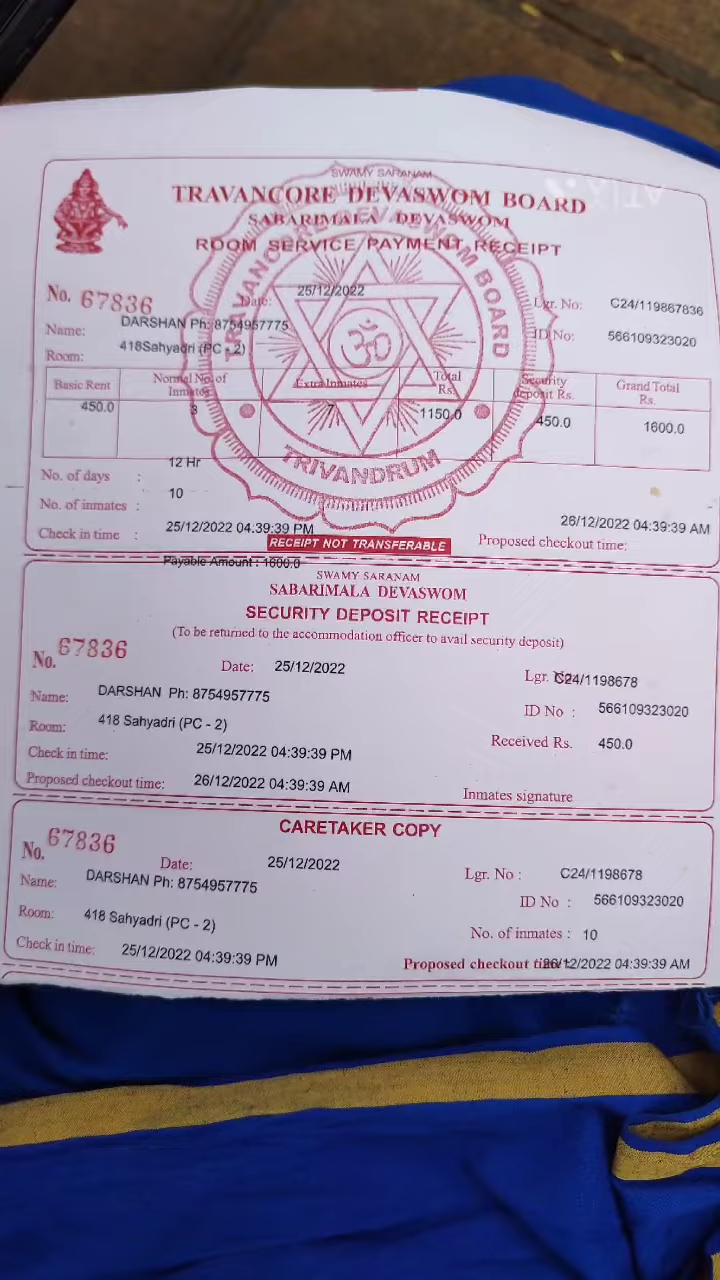 SWAMY SARANAM
TRAVANCORE DEVASWOM BOARD
SABARIMALA DEVASWOM
ROOM SERVICE PAYMENT RECEIPT
TRAVANCORE DEVASWOM BOARD
TRIVANDRUM
No. 67836 Date: 25/12/2022 Lgr. No: C24/119867836
Name: DARSHAN Ph: 8754957775 ID No: 566109323020
Room: 418Sahyadri (PC - 2)
Basic Rent Normal No. of Inmates Extra Inmates Total Rs. Security deposit Rs. Grand Total Rs.
450.0 3 7 1150.0 450.0 1600.0
No. of days : 12 Hr
No. of inmates : 10
Check in time : 25/12/2022 04:39:39 PM Proposed checkout time: 26/12/2022 04:39:39 AM
RECEIPT NOT TRANSFERABLE
Payable Amount : 1600.0
SWAMY SARANAM
SABARIMALA DEVASWOM
SECURITY DEPOSIT RECEIPT
(To be returned to the accommodation officer to avail security deposit)
No. 67836 Date: 25/12/2022 Lgr. No: C24/1198678
Name: DARSHAN Ph: 8754957775 ID No : 566109323020
Room: 418 Sahyadri (PC - 2) Received Rs. 450.0
Check in time: 25/12/2022 04:39:39 PM
Proposed checkout time: 26/12/2022 04:39:39 AM Inmates signature
CARETAKER COPY
No. 67836 Date: 25/12/2022 Lgr. No : C24/1198678
Name: DARSHAN Ph: 8754957775 ID No : 566109323020
Room: 418 Sahyadri (PC - 2) No. of inmates : 10
Check in time: 25/12/2022 04:39:39 PM Proposed checkout time: 26/12/2022 04:39:39 AM